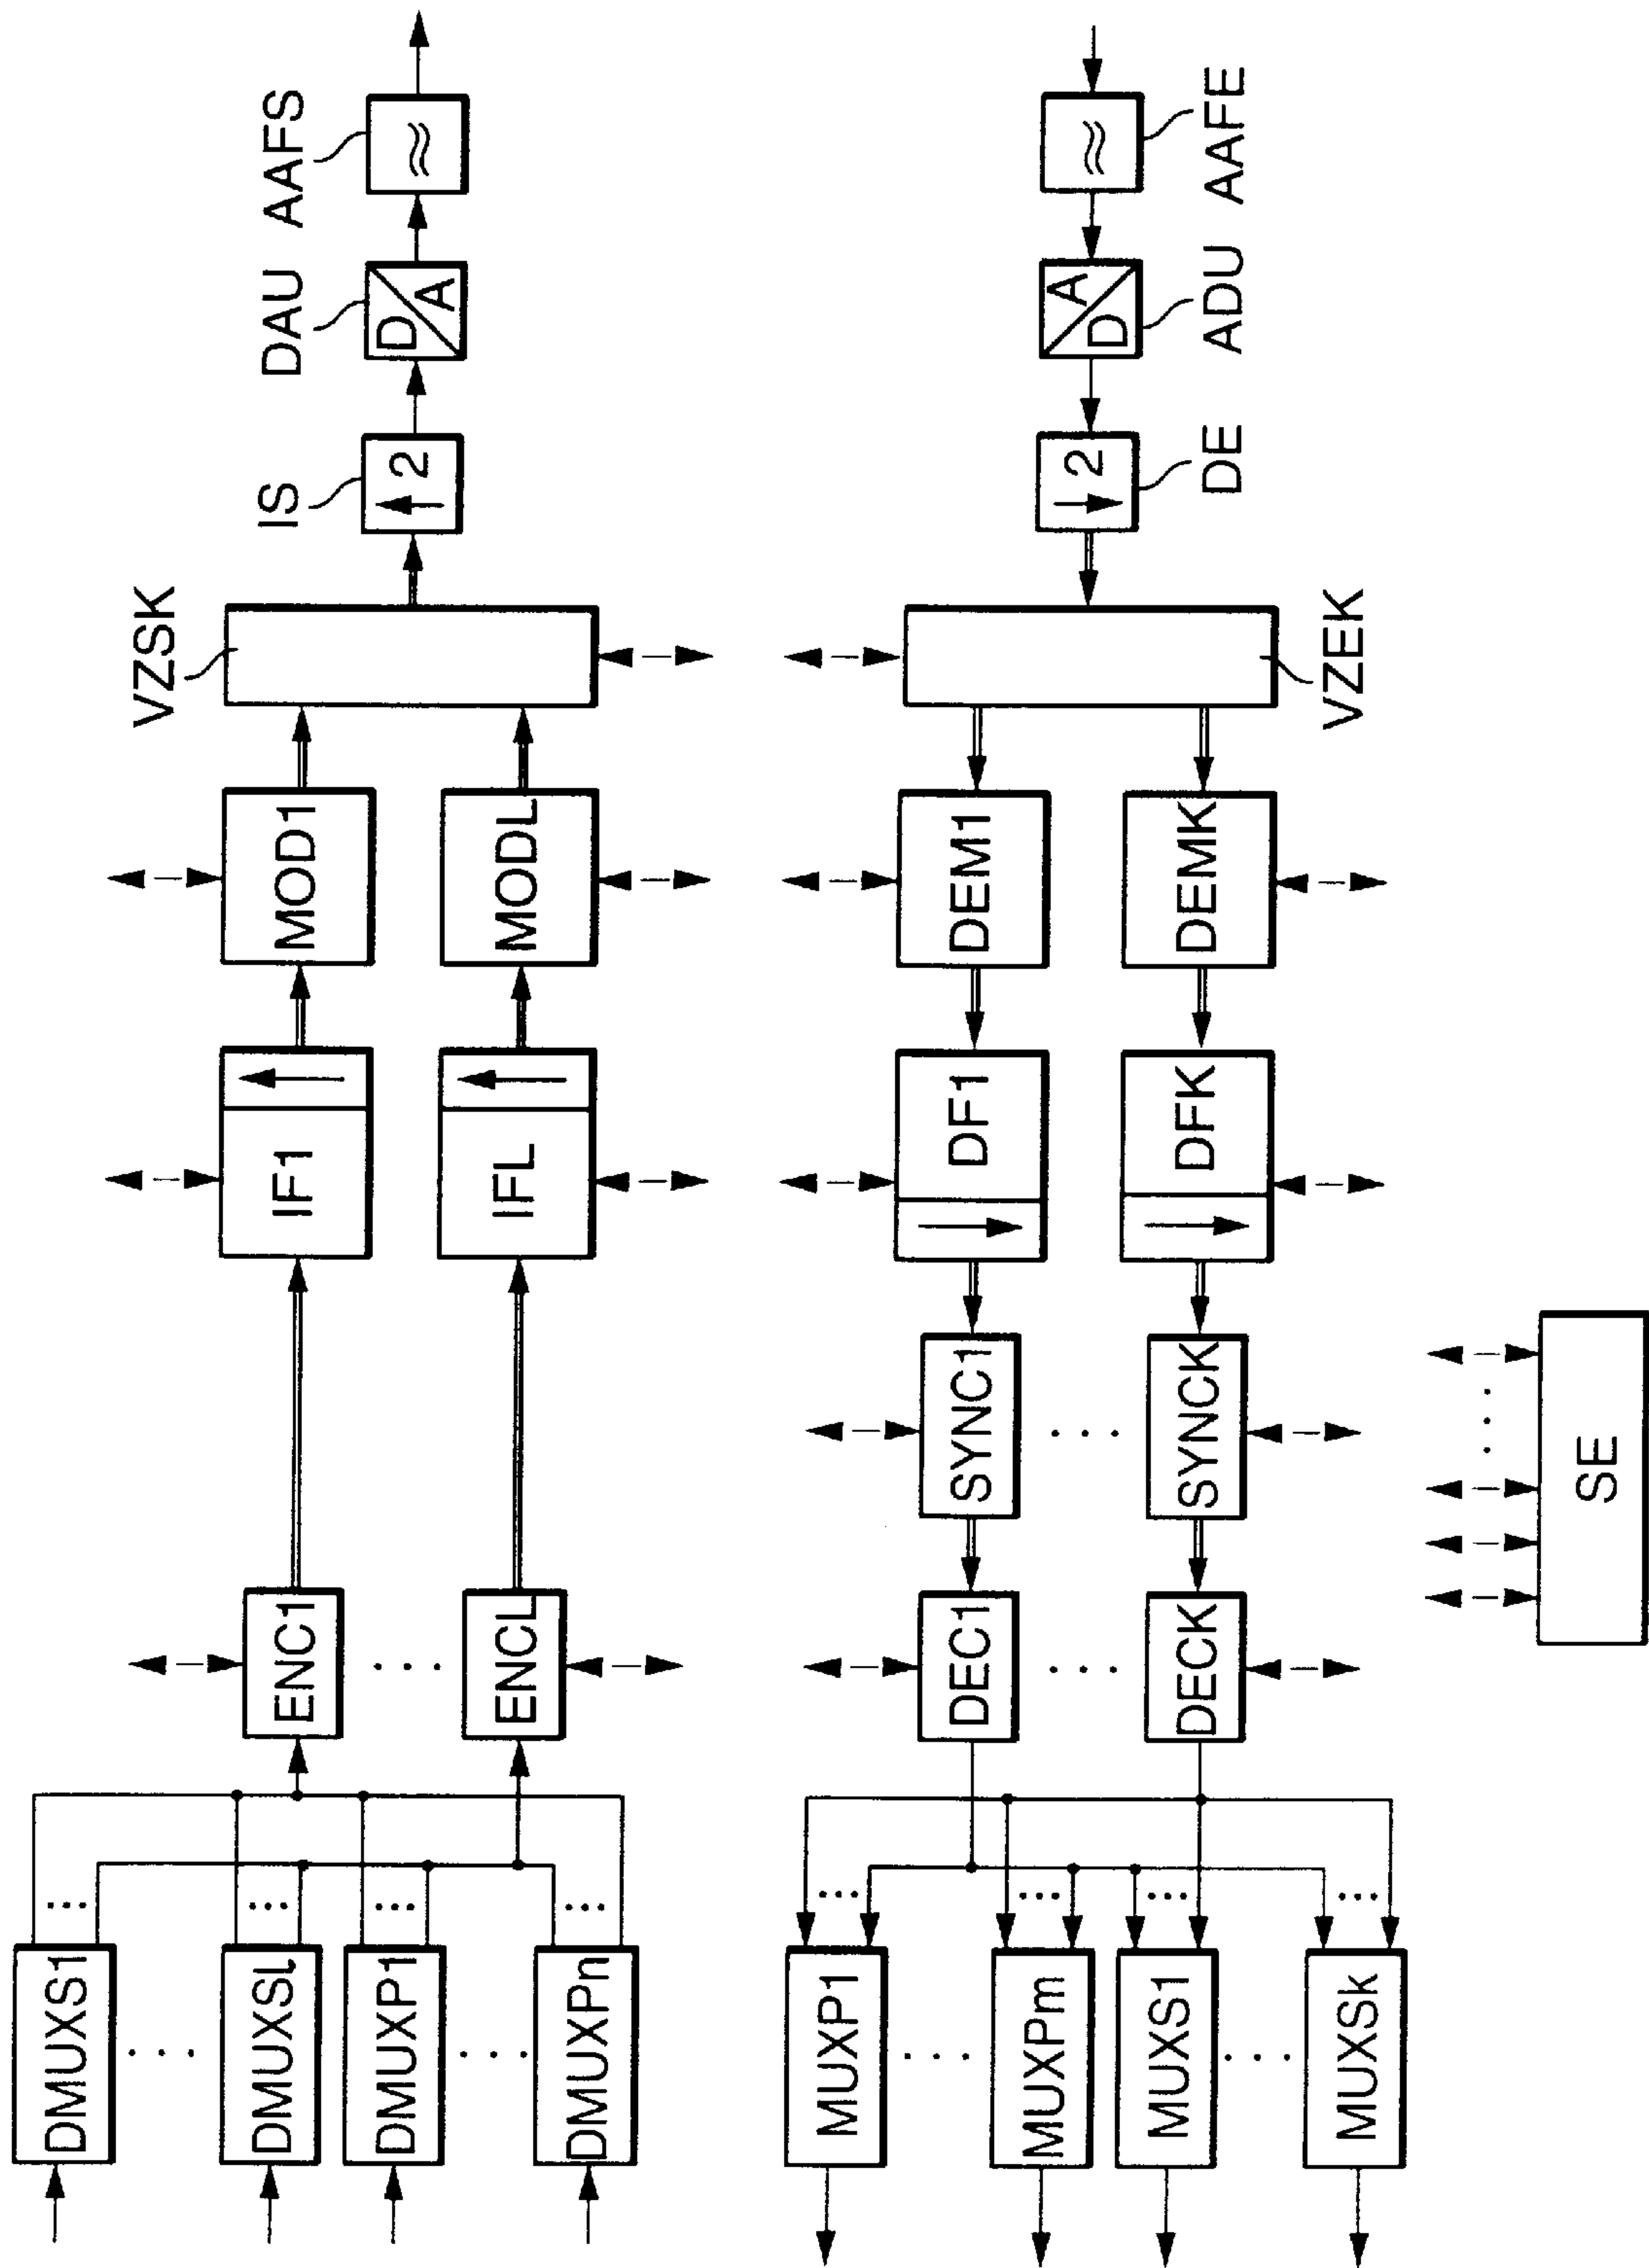 DMUXS1
DMUXSL
DMUXP1
DMUXPn
ENC1
ENCL
IF1
IFL
MOD1
MODL
VZSK
IS
2
DAU
D
A
AAFS
≈
MUXP1
MUXPm
MUXS1
MUXSk
DEC1
DECK
SYNC1
SYNCK
DF1
DFK
DEM1
DEMK
VZEK
2
DE
A
D
ADU
≈
AAFE
SE